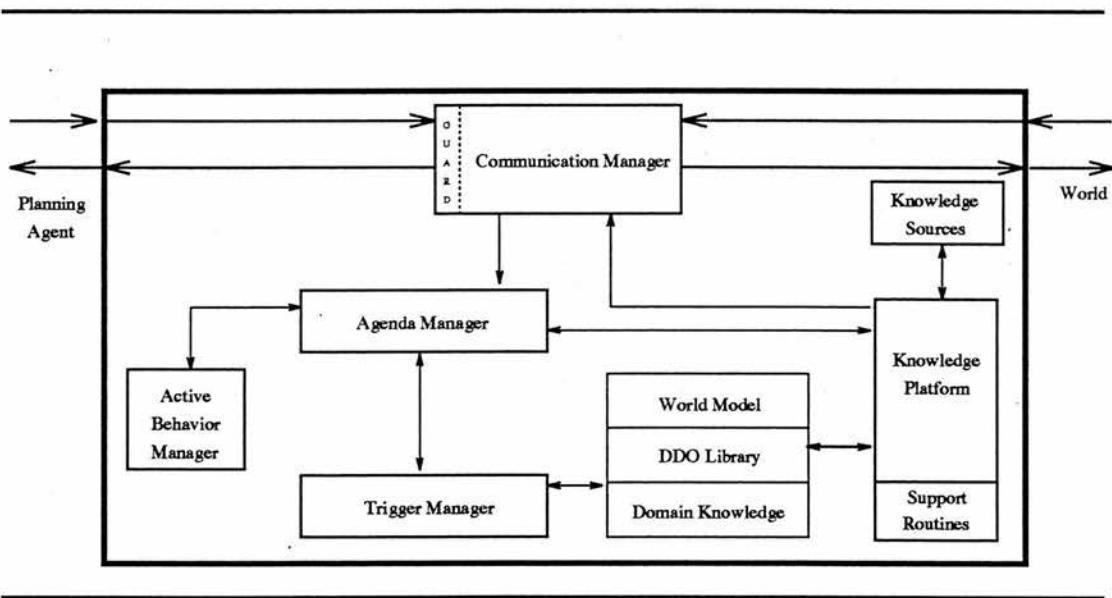 G
U
A
R
D
Communication Manager
Planning
Agent
World
Knowledge
Sources
Agenda Manager
Knowledge
Platform
Active
Behavior
Manager
World Model
DDO Library
Trigger Manager
Domain Knowledge
Support
Routines